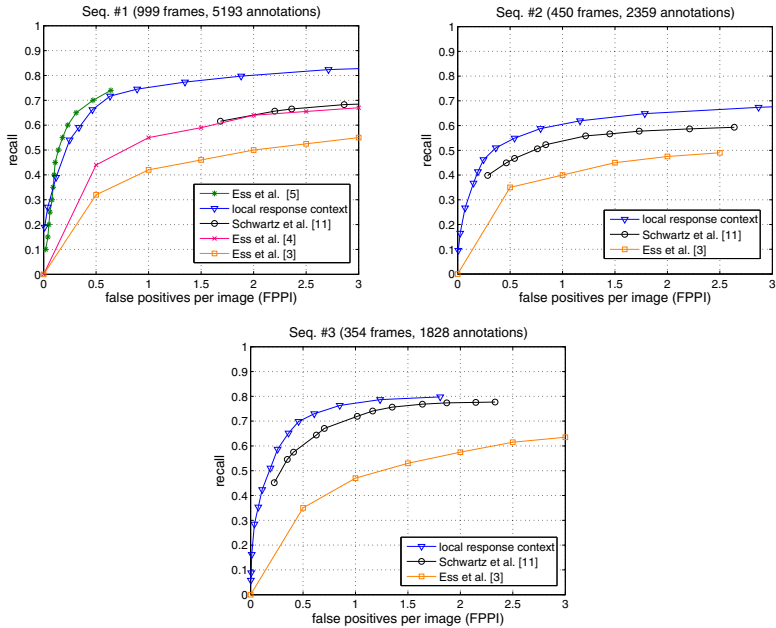 Seq. #1 (999 frames, 5193 annotations)
1
0.9
0.8
0.7
0.6
0.5
0.4
0.3
0.2
0.1
0
recall
0 0.5 1 1.5 2 2.5 3
false positives per image (FPPI)
Ess et al. [5]
local response context
Schwartz et al. [11]
Ess et al. [4]
Ess et al. [3]
Seq. #2 (450 frames, 2359 annotations)
1
0.9
0.8
0.7
0.6
0.5
0.4
0.3
0.2
0.1
0
recall
0 0.5 1 1.5 2 2.5 3
false positives per image (FPPI)
local response context
Schwartz et al. [11]
Ess et al. [3]
Seq. #3 (354 frames, 1828 annotations)
1
0.9
0.8
0.7
0.6
0.5
0.4
0.3
0.2
0.1
0
recall
0 0.5 1 1.5 2 2.5 3
false positives per image (FPPI)
local response context
Schwartz et al. [11]
Ess et al. [3]